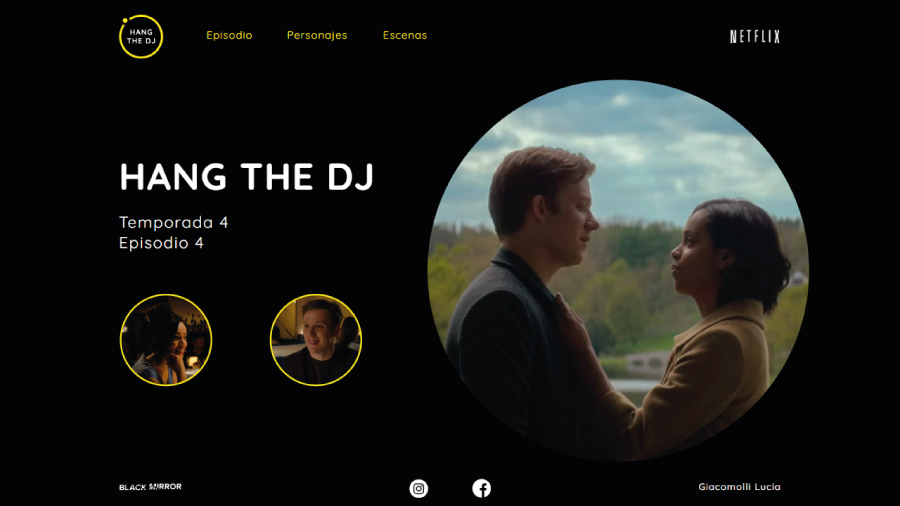 HANG
THE DJ
Episodio
Personajes
Escenas
NETFLIX
HANG THE DJ
Temporada 4
Episodio 4
BLACK MIRROR
Giacomolli Lucia